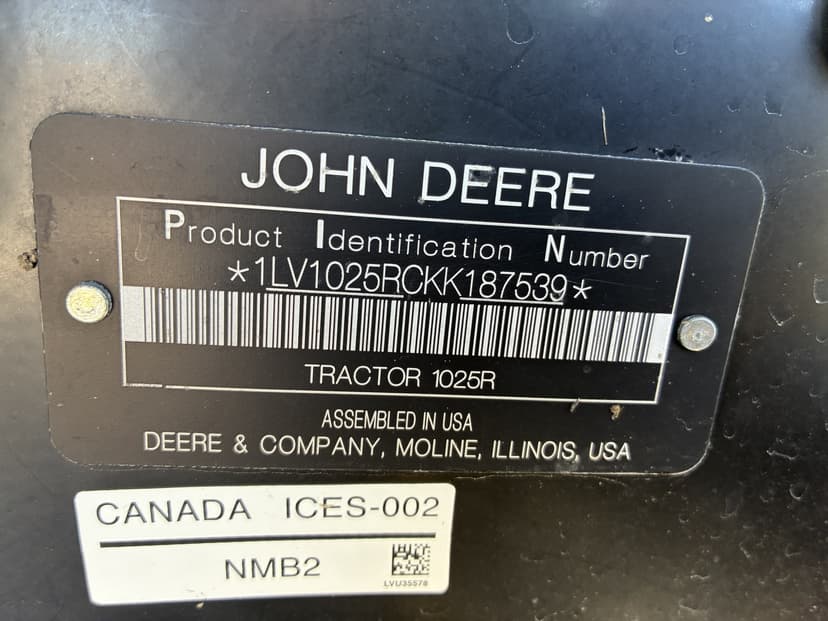 JOHN DEERE
Product Identification Number
*1LV1025RCKK187539*
TRACTOR 1025R
ASSEMBLED IN USA
DEERE & COMPANY, MOLINE, ILLINOIS, USA
CANADA ICES-002
NMB2
LVU35578